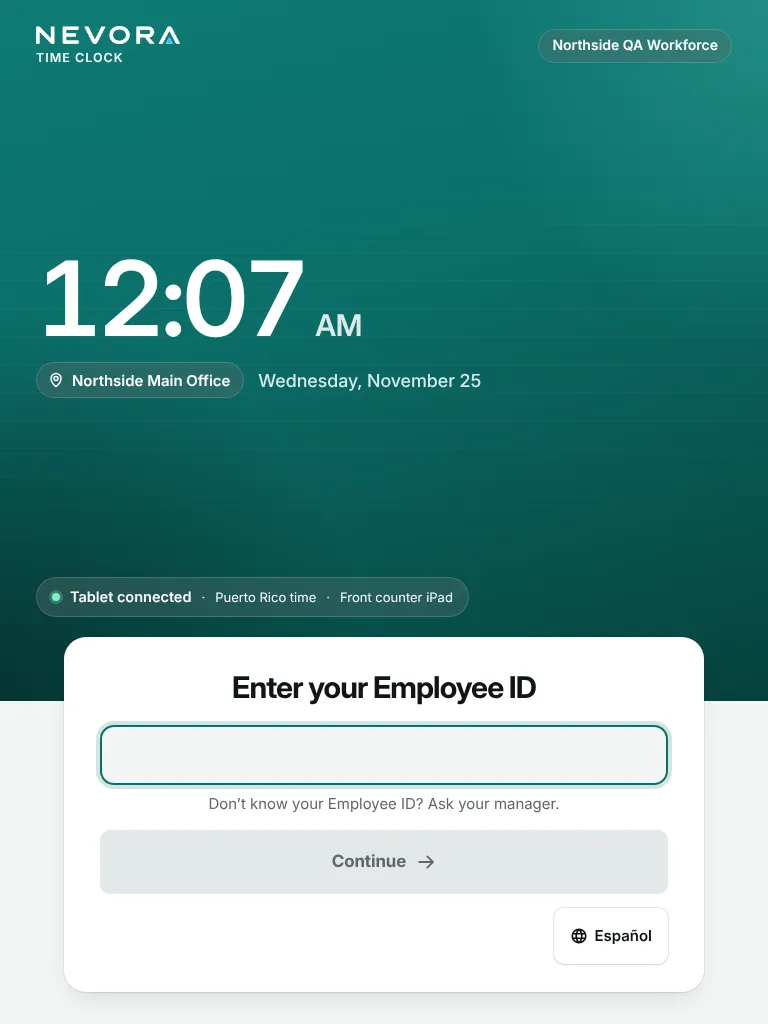 NEVORA
TIME CLOCK
Northside QA Workforce
12:07 AM
Northside Main Office
Wednesday, November 25
Tablet connected · Puerto Rico time · Front counter iPad
Enter your Employee ID
Don’t know your Employee ID? Ask your manager.
Continue →
Español